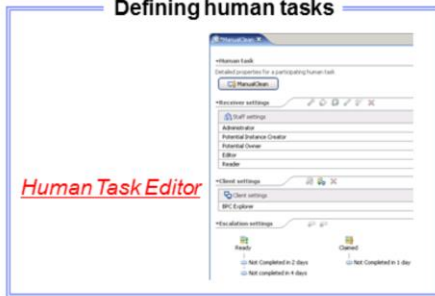 Defining human tasks
*ManualClean
Human task
Detailed properties for a participating human task
ManualClean
Receiver settings
Staff settings
Administrator
Potential Instance Creator
Potential Owner
Editor
Reader
Human Task Editor
Client settings
Client settings
BPC Explorer
Escalation settings
Ready
Claimed
Not Completed in 2 days
Not Completed in 1 day
Not completed in 4 days